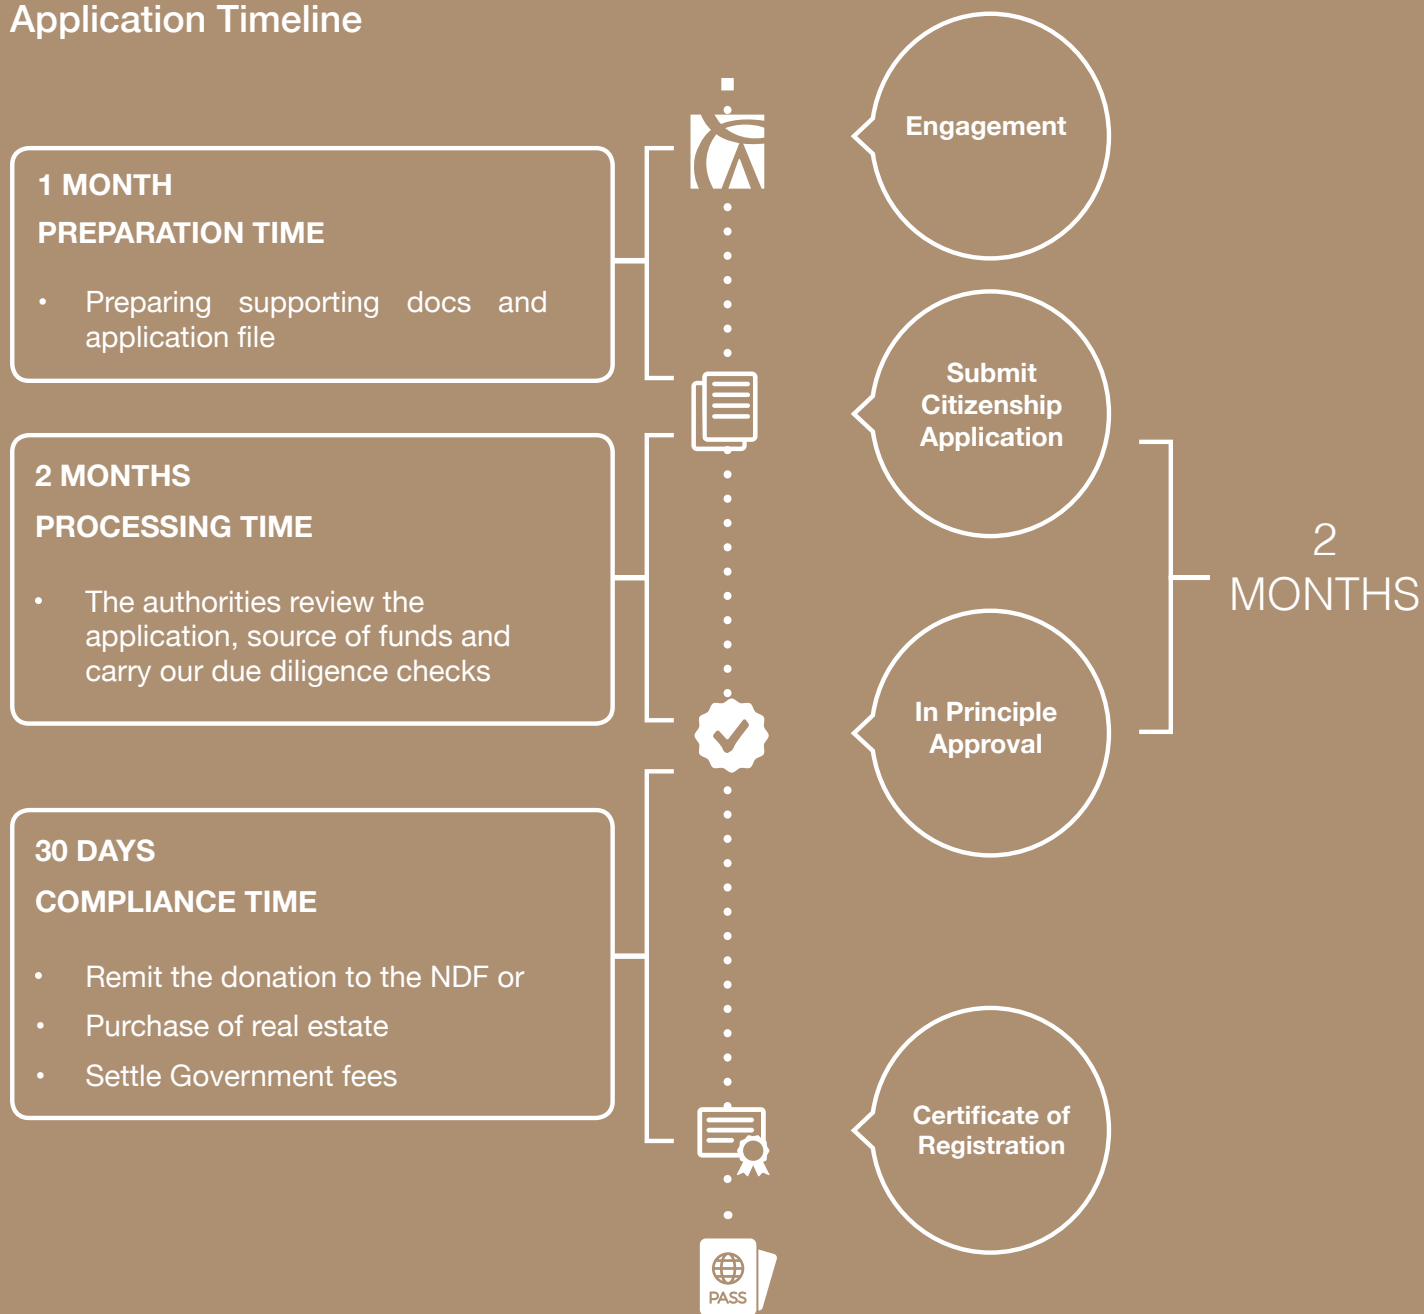 Application Timeline
Engagement
1 MONTH
PREPARATION TIME
• Preparing supporting docs and
application file
Submit
Citizenship
Application
2 MONTHS
PROCESSING TIME
• The authorities review the
application, source of funds and
carry our due diligence checks
2
MONTHS
In Principle
Approval
30 DAYS
COMPLIANCE TIME
• Remit the donation to the NDF or
• Purchase of real estate
• Settle Government fees
Certificate of
Registration
PASS